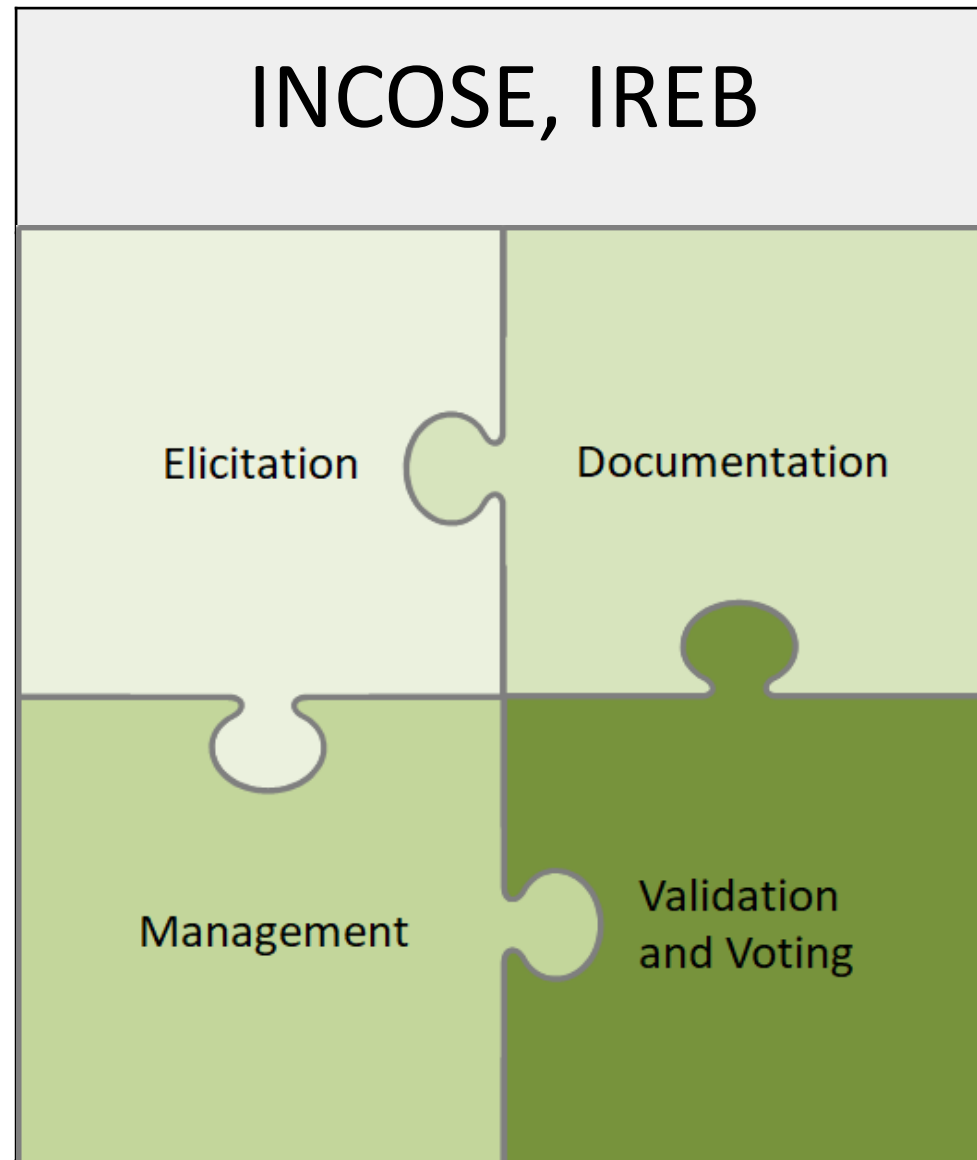 INCOSE, IREB
Elicitation
Documentation
Management
Validation
and Voting